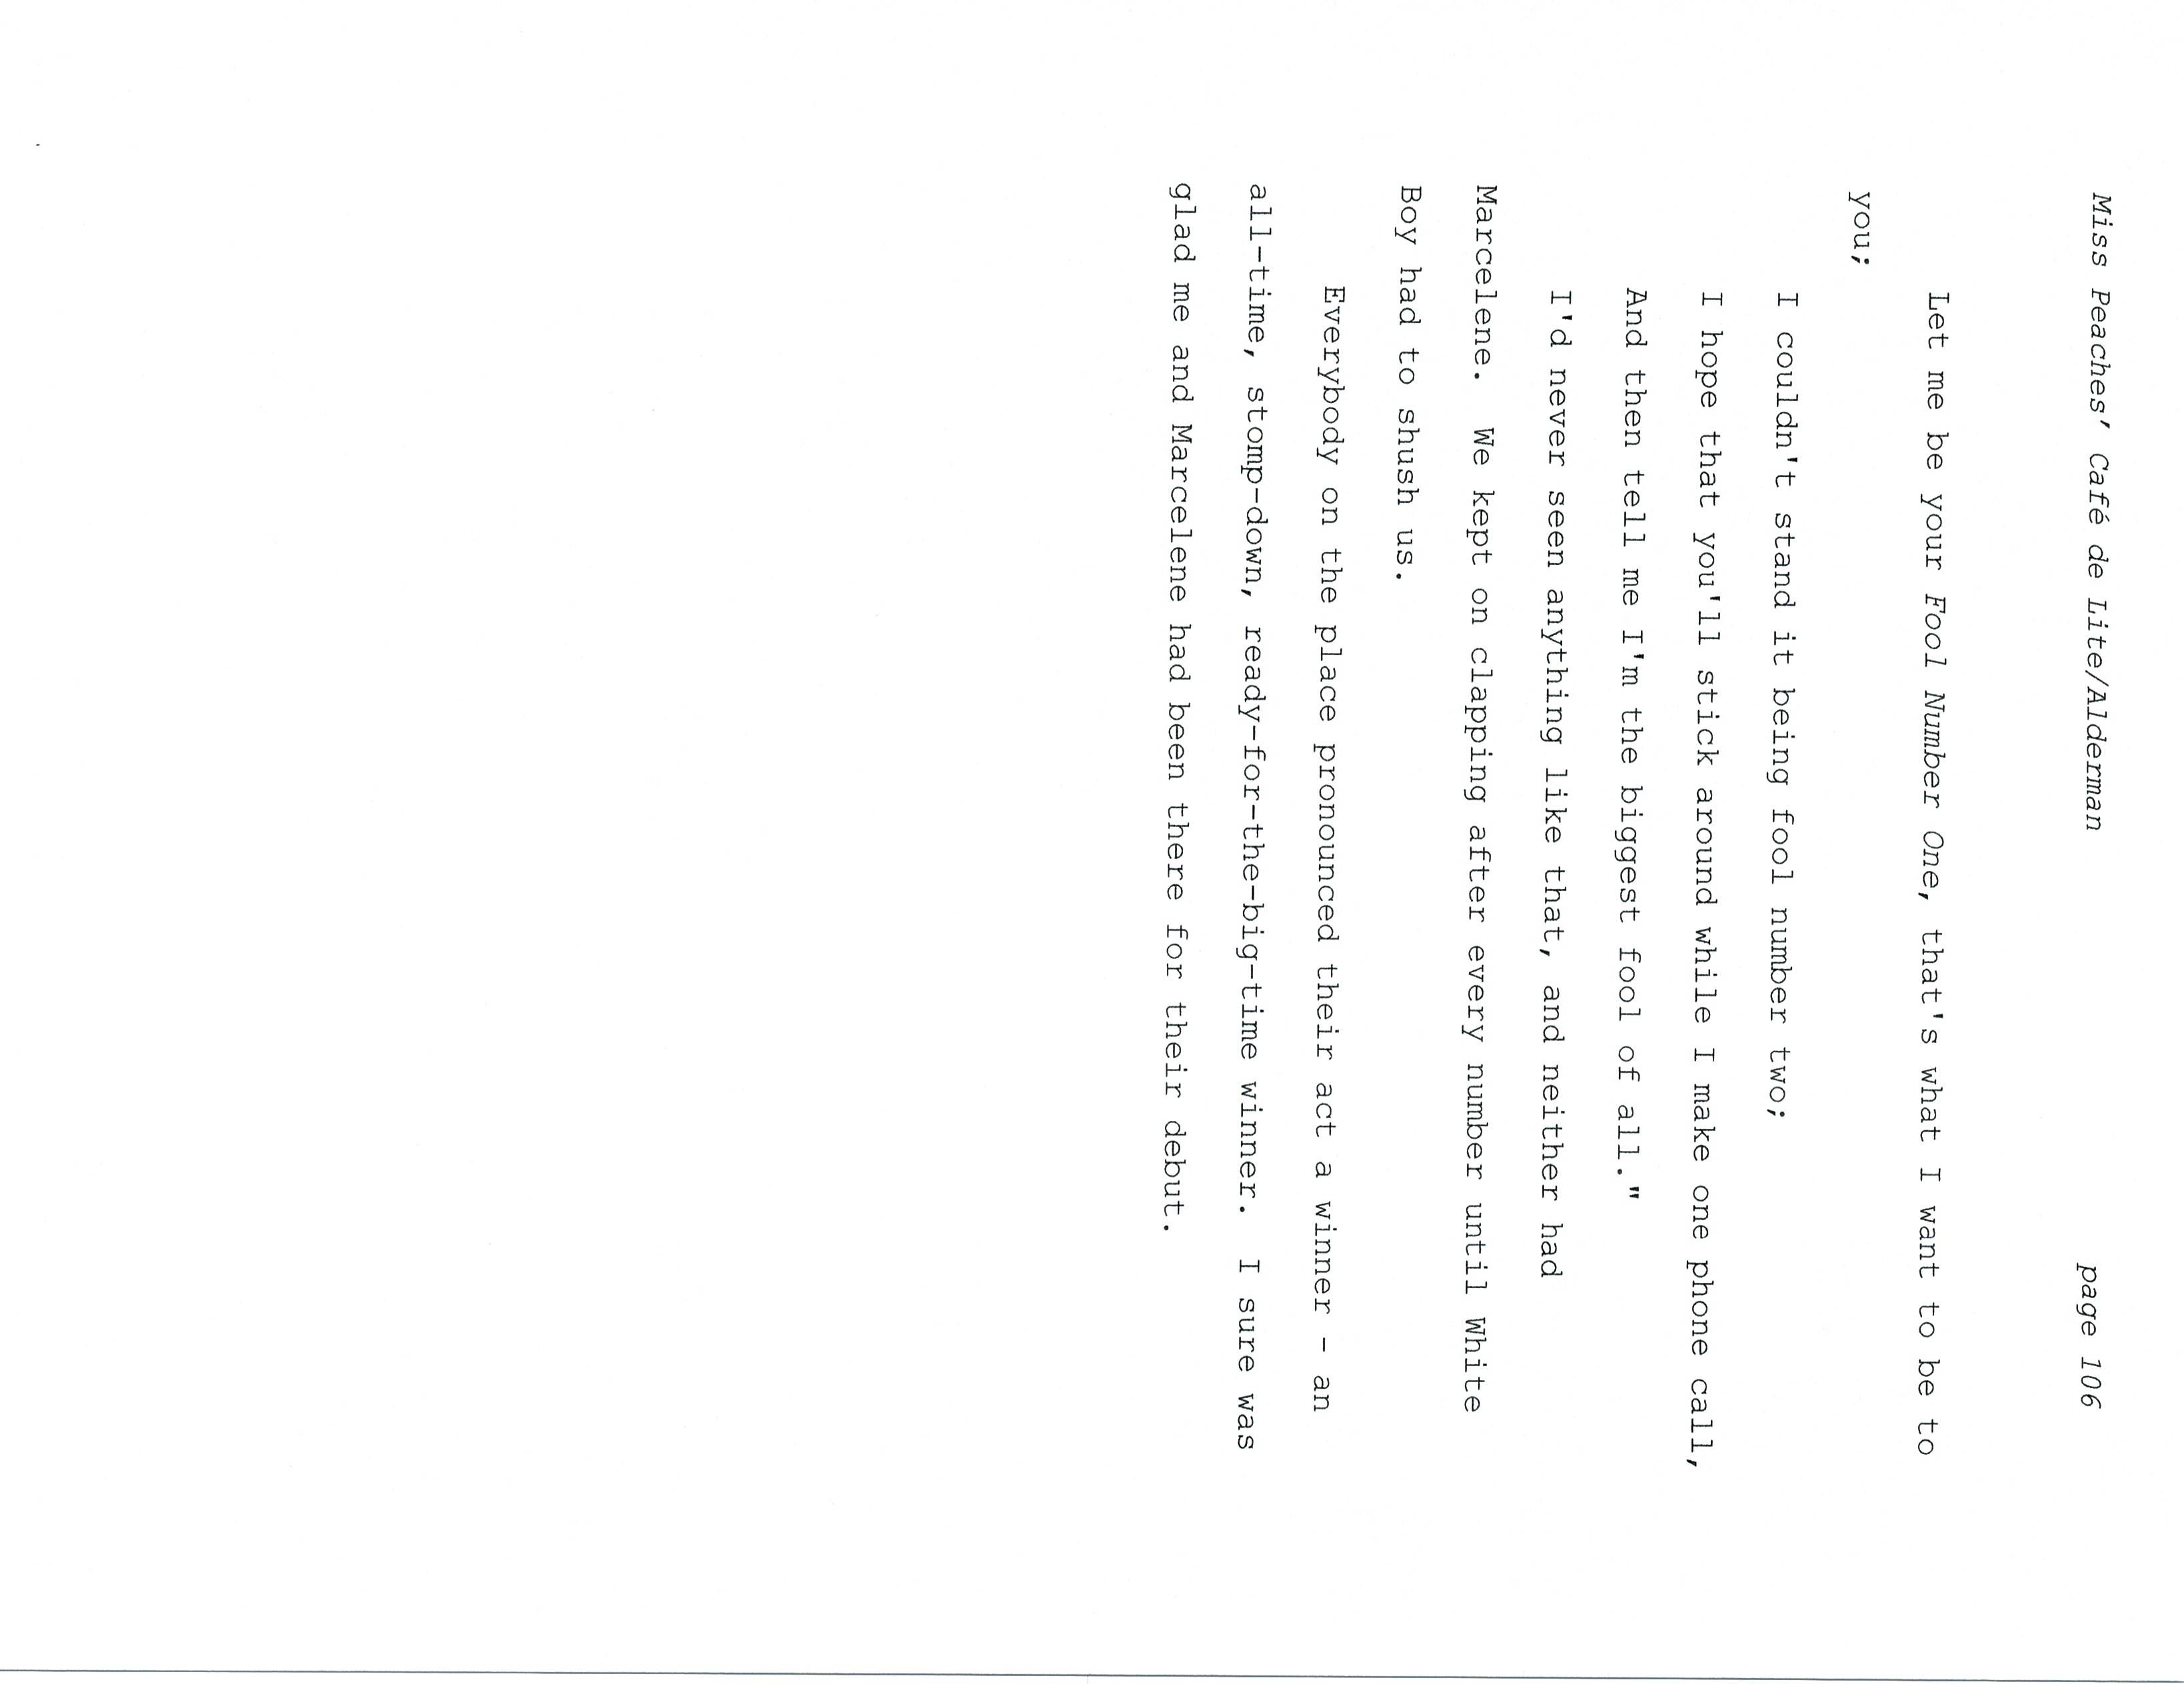 Miss Peaches' Café de Lite/Alderman page 106
Let me be your Fool Number One, that's what I want to be to
you;
I couldn't stand it being fool number two;
I hope that you'll stick around while I make one phone call,
And then tell me I'm the biggest fool of all."
I'd never seen anything like that, and neither had
Marcelene.  We kept on clapping after every number until White
Boy had to shush us.
Everybody on the place pronounced their act a winner - an
all-time, stomp-down, ready-for-the-big-time winner.  I sure was
glad me and Marcelene had been there for their debut.